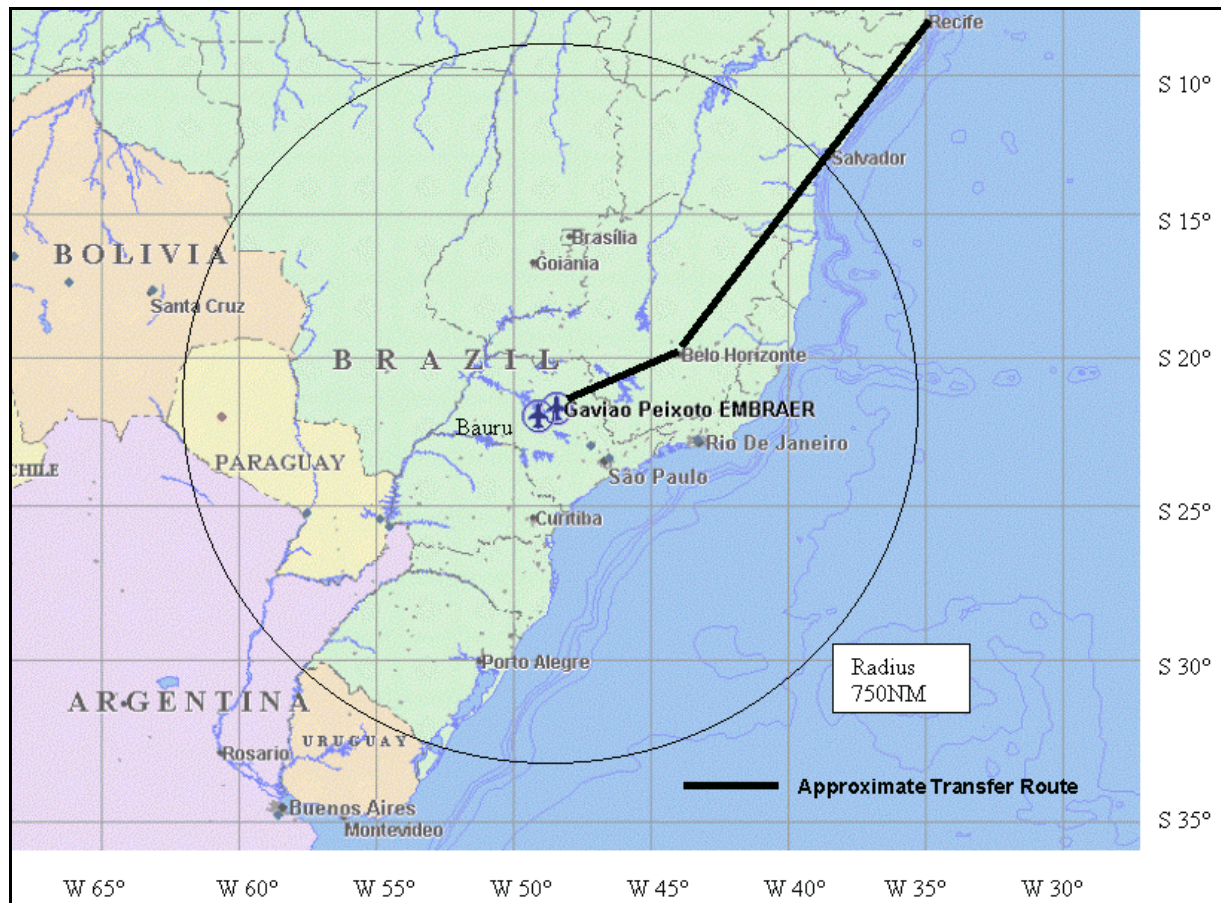 Recife
S 10°
Salvador
S 15°
Brasília
Goiania
BOLIVIA
Santa Cruz
BRAZIL
Belo Horizonte
S 20°
Gaviao Peixoto EMBRAER
Bauru
Rio De Janeiro
CHILE
PARAGUAY
São Paulo
Curitiba
S 25°
Porto Alegre
S 30°
Radius
750NM
ARGENTINA
URUGUAY
Rosario
Approximate Transfer Route
Buenos Aires
Montevideo
S 35°
W 65° W 60° W 55° W 50° W 45° W 40° W 35° W 30°